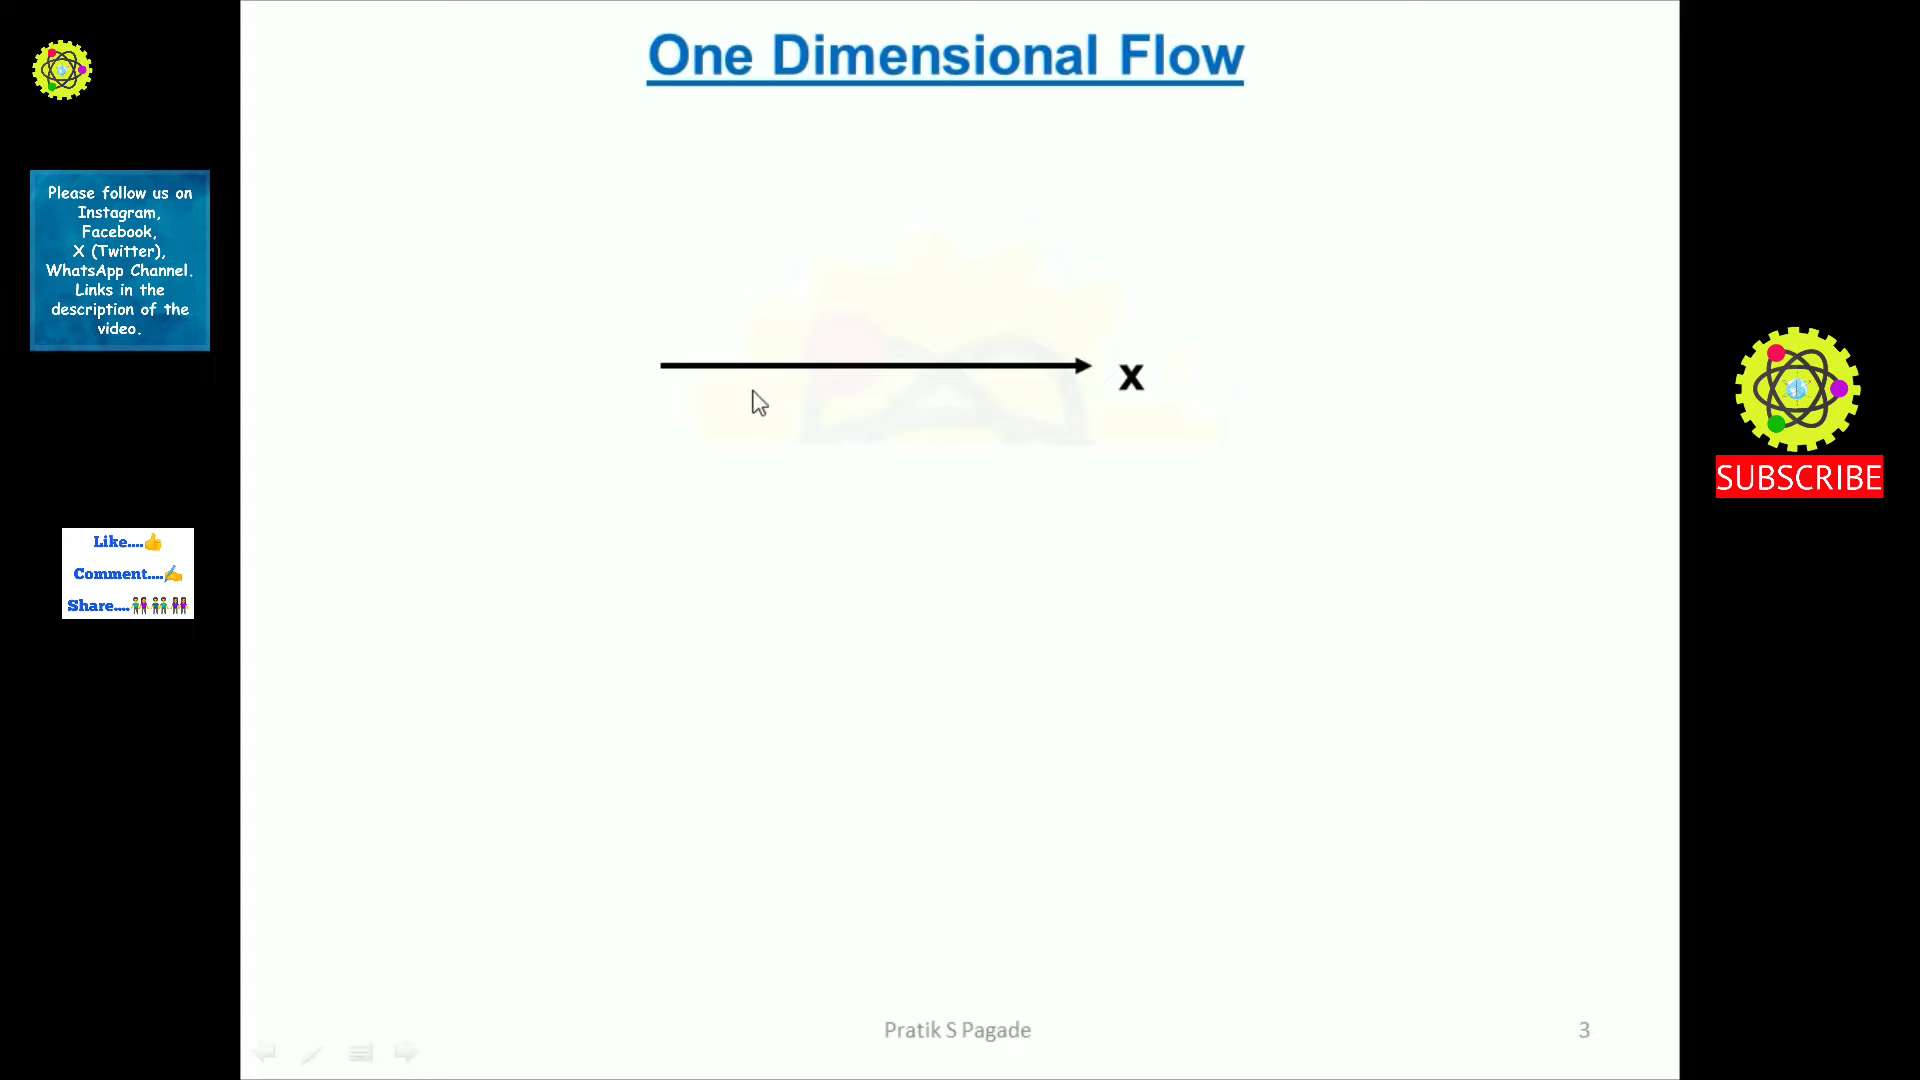 One Dimensional Flow
Please follow us on
Instagram,
Facebook,
X (Twitter),
WhatsApp Channel.
Links in the
description of the
video.
x
SUBSCRIBE
Like....👍
Comment....✍
Share....👫👫👭
Pratik S Pagade
3